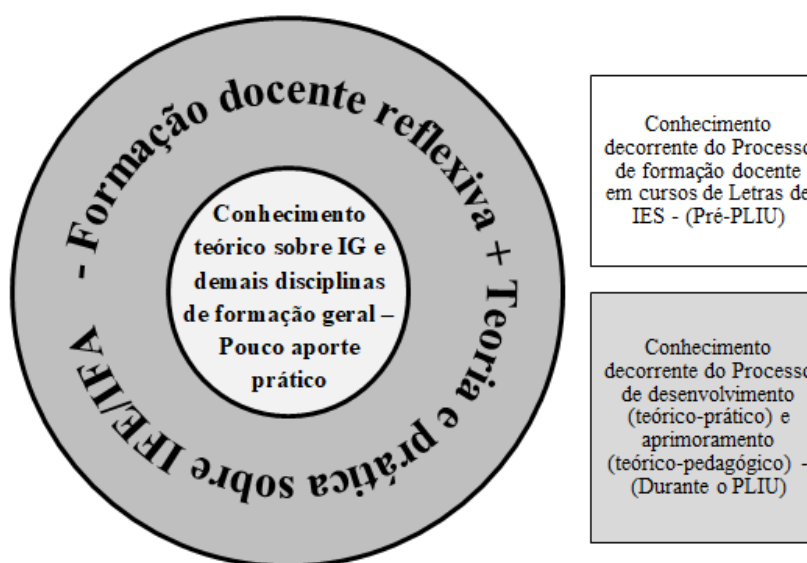 - Formação docente reflexiva + Teoria e prática sobre IFE/IFA
Conhecimento
teórico sobre IG e
demais disciplinas
de formação geral –
Pouco aporte
prático
Conhecimento
decorrente do Processo
de formação docente
em cursos de Letras de
IES - (Pré-PLIU)
Conhecimento
decorrente do Processo
de desenvolvimento
(teórico-prático) e
aprimoramento
(teórico-pedagógico) -
(Durante o PLIU)